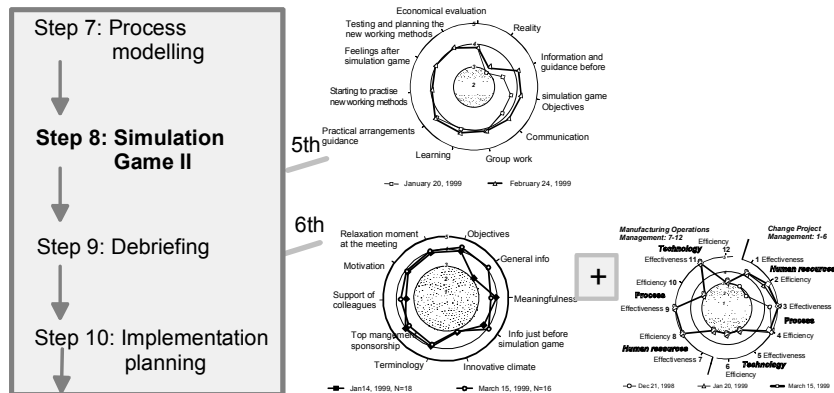 Step 7: Process
modelling
Step 8: Simulation
Game II
Step 9: Debriefing
Step 10: Implementation
planning
5th
6th
Economical evaluation
Testing and planning the
new working methods
Reality
Feelings after
simulation game
Information and
guidance before
Starting to practise
new working methods
simulation game
Objectives
Practical arrangements
guidance
Communication
Learning
Group work
5
4
3
2
January 20, 1999
February 24, 1999
Relaxation moment
at the meeting
Objectives
Motivation
General info
Support of
colleagues
Meaningfulness
Top mangement
sponsorship
Info just before
simulation game
Terminology
Innovative climate
5
Jan14, 1999, N=18
March 15, 1999, N=16
+
Manufacturing Operations
Management: 7-12
Change Project
Management: 1-6
Efficiency
12
Technology
Effectiveness 11
1 Effectiveness
Human resources
2 Efficiency
Efficiency 10
Process
Effectiveness 9
3 Effectiveness
Process
Efficiency 8
4 Efficiency
Human resources
Effectiveness 7
5 Effectiveness
Technology
6
Efficiency
Dec 21, 1998
Jan 20, 1999
March 15, 1999